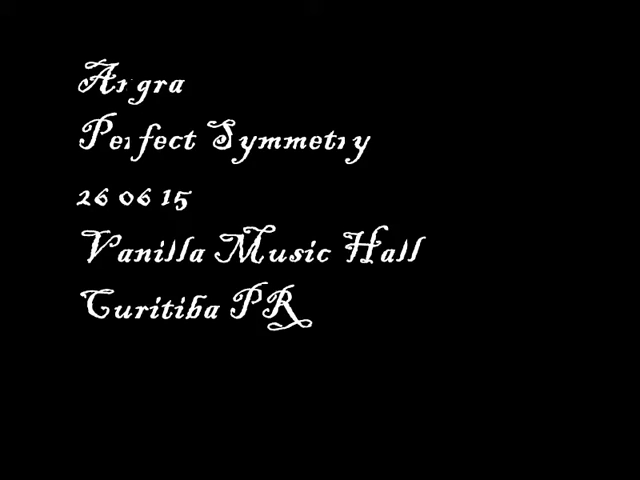 Angra
Perfect Symmetry
26 06 15
Vanilla Music Hall
Curitiba PR